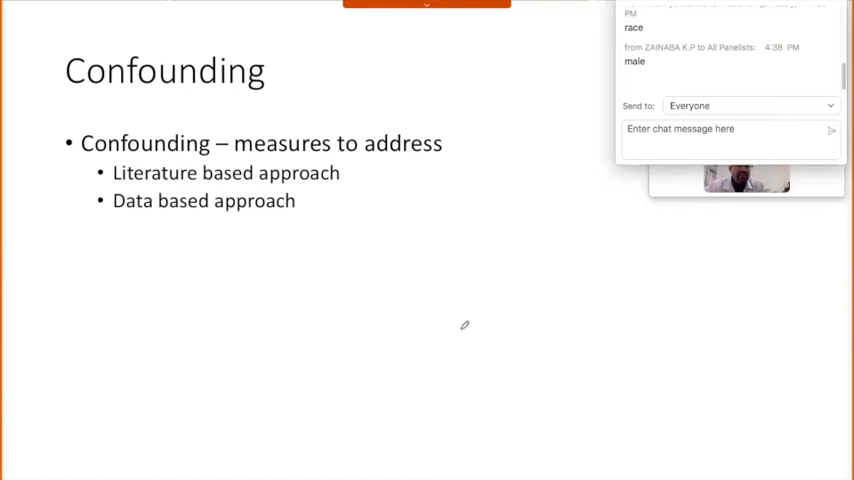 Confounding
• Confounding – measures to address
• Literature based approach
• Data based approach
PM
race
from ZAINABA K.P to All Panelists: 4:38 PM
male
Send to: Everyone
Enter chat message here